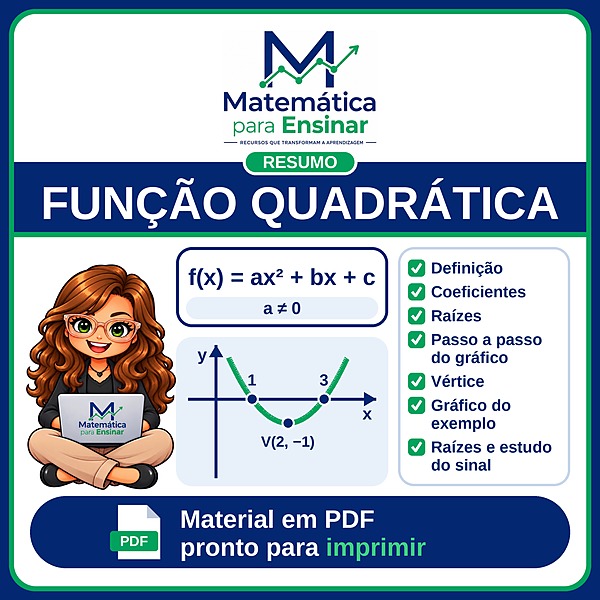 M
Matemática
para Ensinar
RECURSOS QUE TRANSFORMAM A APRENDIZAGEM
RESUMO
FUNÇÃO QUADRÁTICA
f(x) = ax² + bx + c
a ≠ 0
y
1
3
x
V(2, −1)
M
Matemática
para Ensinar
Definição
Coeficientes
Raízes
Passo a passo
do gráfico
Vértice
Gráfico do
exemplo
Raízes e estudo
do sinal
PDF
Material em PDF
pronto para imprimir